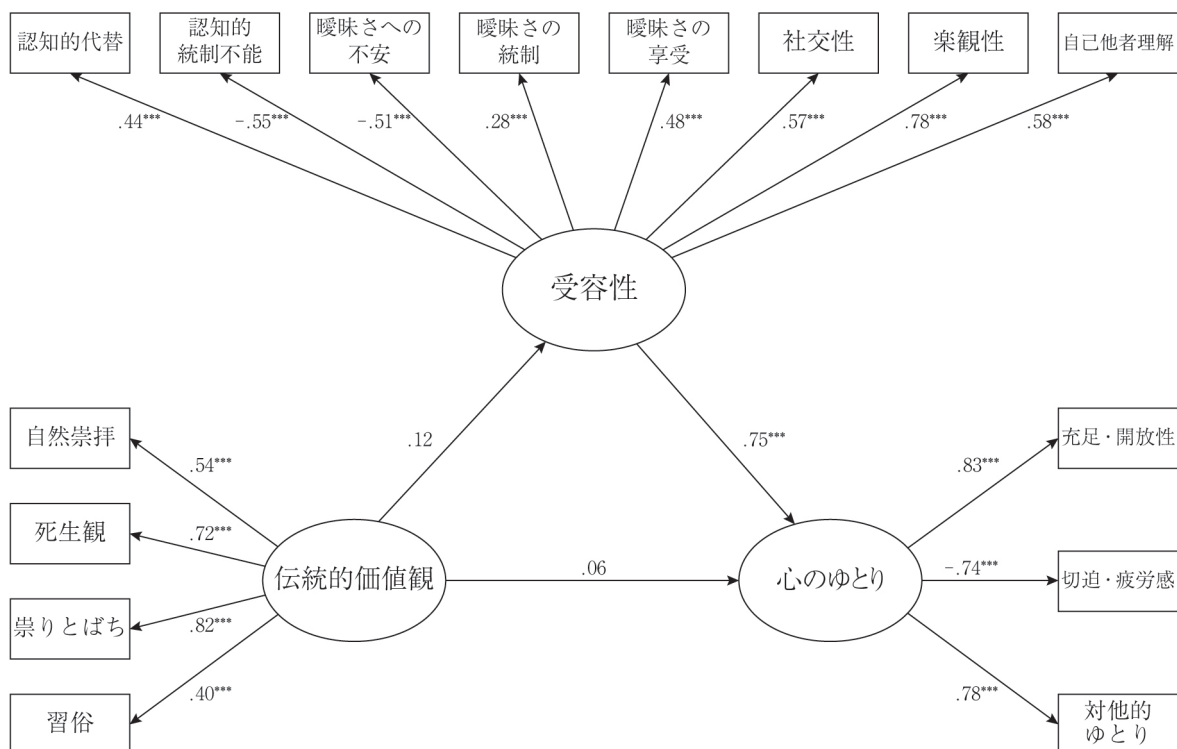 認知的代替
認知的
統制不能
曖昧さへの
不安
曖昧さの
統制
曖昧さの
享受
社交性
楽観性
自己他者理解
.44***
-.55***
-.51***
.28***
.48***
.57***
.78***
.58***
受容性
.12
.75***
自然崇拝
死生観
祟りとばち
習俗
.54***
.72***
.82***
.40***
伝統的価値観
.06
心のゆとり
.83***
-.74***
.78***
充足・開放性
切迫・疲労感
対他的
ゆとり